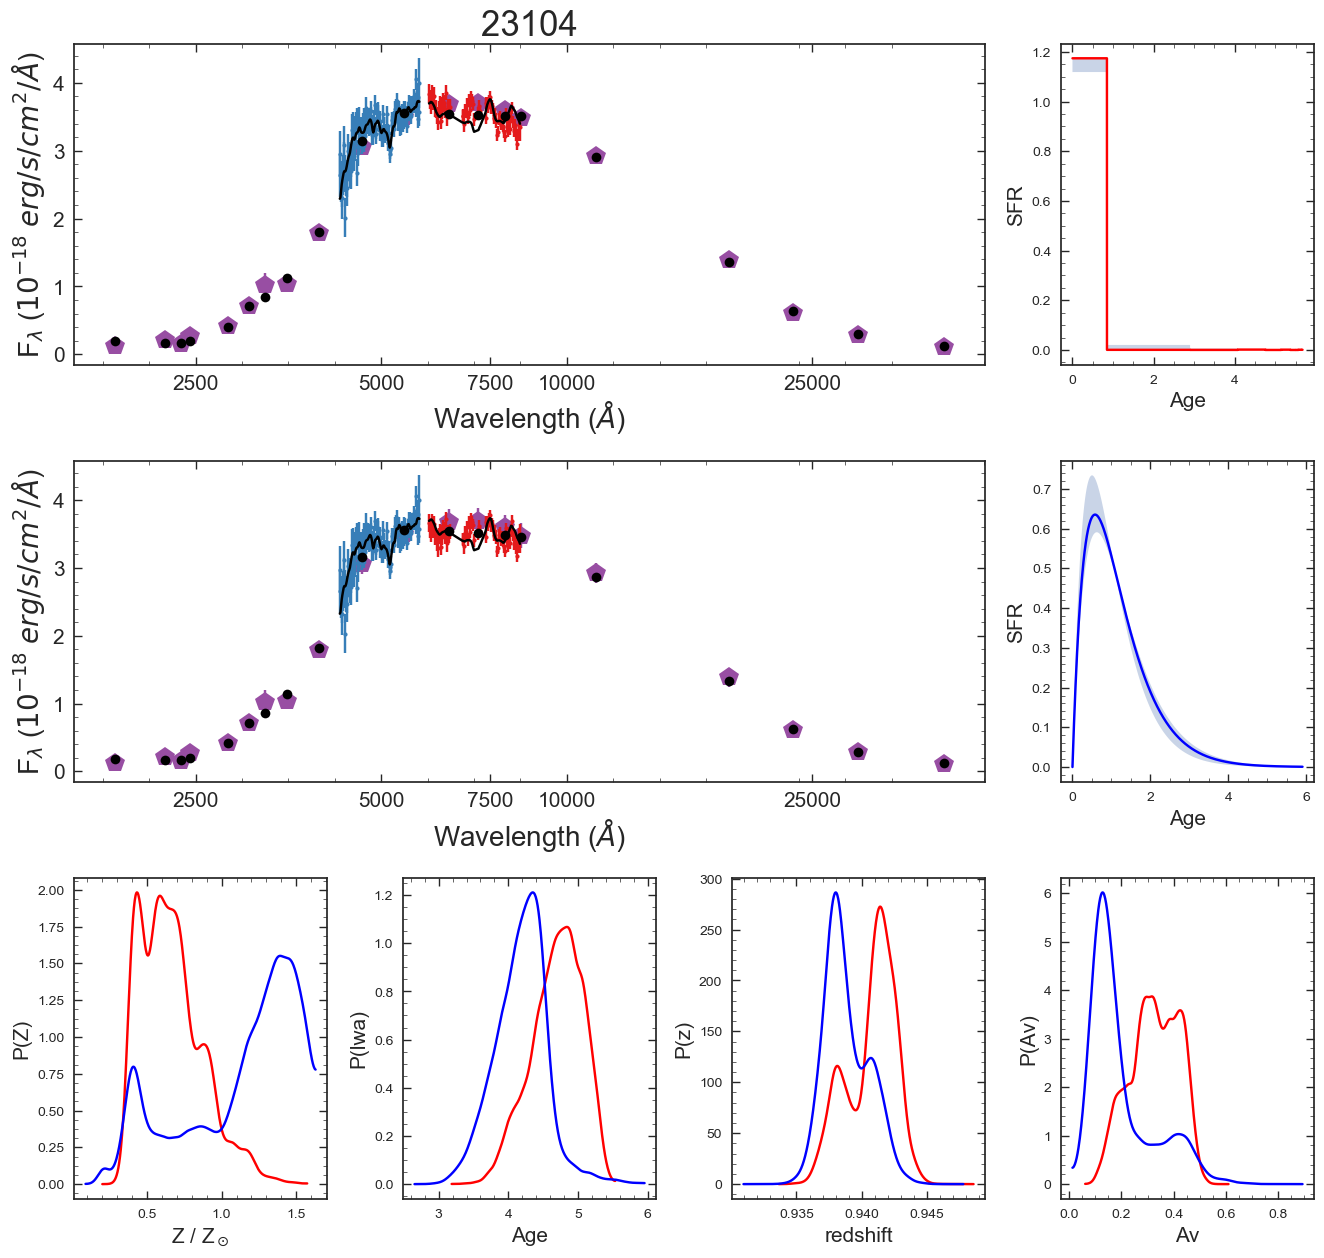 23104
4
3
2
1
0
F_λ (10^−18 erg/s/cm^2/Å)
2500 5000 7500 10000 25000
Wavelength (Å)
1.2
1.0
0.8
0.6
0.4
0.2
0.0
SFR
0 2 4
Age
4
3
2
1
0
F_λ (10^−18 erg/s/cm^2/Å)
2500 5000 7500 10000 25000
Wavelength (Å)
0.7
0.6
0.5
0.4
0.3
0.2
0.1
0.0
SFR
0 2 4 6
Age
2.00
1.75
1.50
1.25
1.00
0.75
0.50
0.25
0.00
P(Z)
0.5 1.0 1.5
Z / Z_⊙
1.2
1.0
0.8
0.6
0.4
0.2
0.0
P(lwa)
3 4 5 6
Age
300
250
200
150
100
50
0
P(z)
0.935 0.940 0.945
redshift
6
5
4
3
2
1
0
P(Av)
0.0 0.2 0.4 0.6 0.8
Av